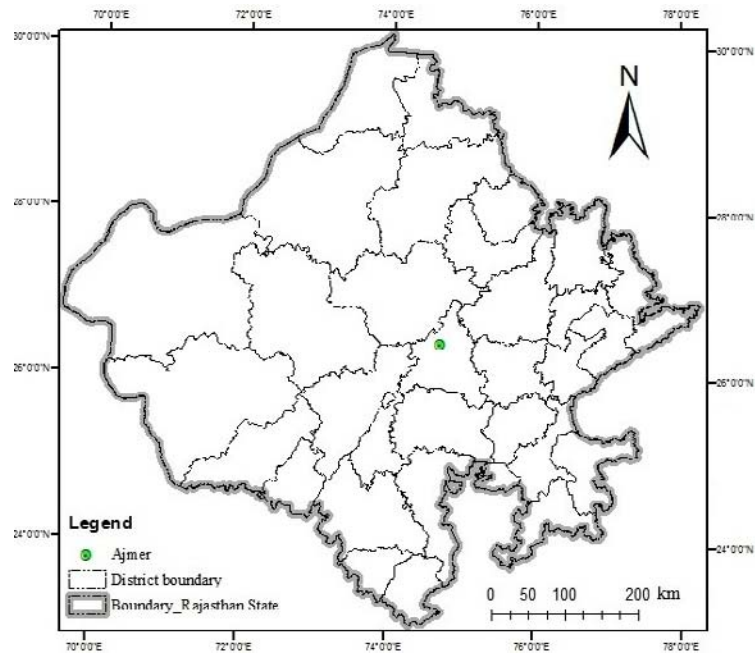 70°0'0"E 72°0'0"E 74°0'0"E 76°0'0"E 78°0'0"E
30°0'0"N 30°0'0"N
N
28°0'0"N 28°0'0"N
26°0'0"N 26°0'0"N
24°0'0"N 24°0'0"N
Legend
Ajmer
District boundary
Boundary_Rajasthan State
0 50 100 200 km
70°0'0"E 72°0'0"E 74°0'0"E 76°0'0"E 78°0'0"E